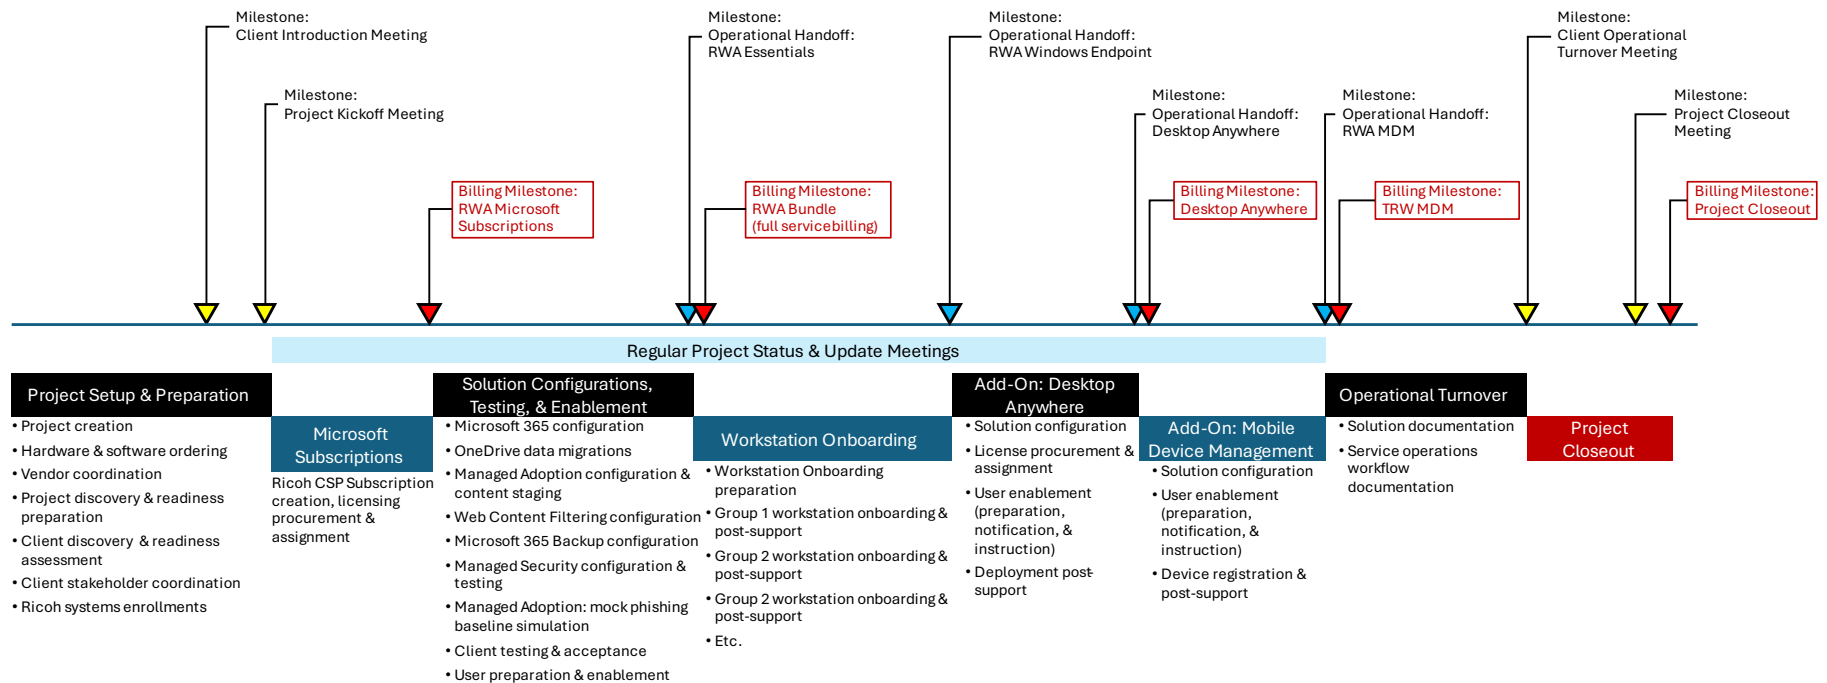 Milestone:
Client Introduction Meeting
Milestone:
Project Kickoff Meeting
Milestone:
Operational Handoff:
RWA Essentials
Milestone:
Operational Handoff:
RWA Windows Endpoint
Milestone:
Operational Handoff:
Desktop Anywhere
Milestone:
Operational Handoff:
RWA MDM
Milestone:
Client Operational
Turnover Meeting
Milestone:
Project Closeout
Meeting
Billing Milestone:
RWA Microsoft
Subscriptions
Billing Milestone:
RWA Bundle
(full servicebilling)
Billing Milestone:
Desktop Anywhere
Billing Milestone:
TRW MDM
Billing Milestone:
Project Closeout
Regular Project Status & Update Meetings
Project Setup & Preparation
• Project creation
• Hardware & software ordering
• Vendor coordination
• Project discovery & readiness
preparation
• Client discovery & readiness
assessment
• Client stakeholder coordination
• Ricoh systems enrollments
Microsoft
Subscriptions
Ricoh CSP Subscription
creation, licensing
procurement &
assignment
Solution Configurations,
Testing, & Enablement
• Microsoft 365 configuration
• OneDrive data migrations
• Managed Adoption configuration &
content staging
• Web Content Filtering configuration
• Microsoft 365 Backup configuration
• Managed Security configuration &
testing
• Managed Adoption: mock phishing
baseline simulation
• Client testing & acceptance
• User preparation & enablement
Workstation Onboarding
• Workstation Onboarding
preparation
• Group 1 workstation onboarding &
post-support
• Group 2 workstation onboarding &
post-support
• Group 2 workstation onboarding &
post-support
• Etc.
Add-On: Desktop
Anywhere
• Solution configuration
• License procurement &
assignment
• User enablement
(preparation,
notification, &
instruction)
• Deployment post-
support
Add-On: Mobile
Device Management
• Solution configuration
• User enablement
(preparation,
notification, &
instruction)
• Device registration &
post-support
Operational Turnover
• Solution documentation
• Service operations
workflow
documentation
Project
Closeout